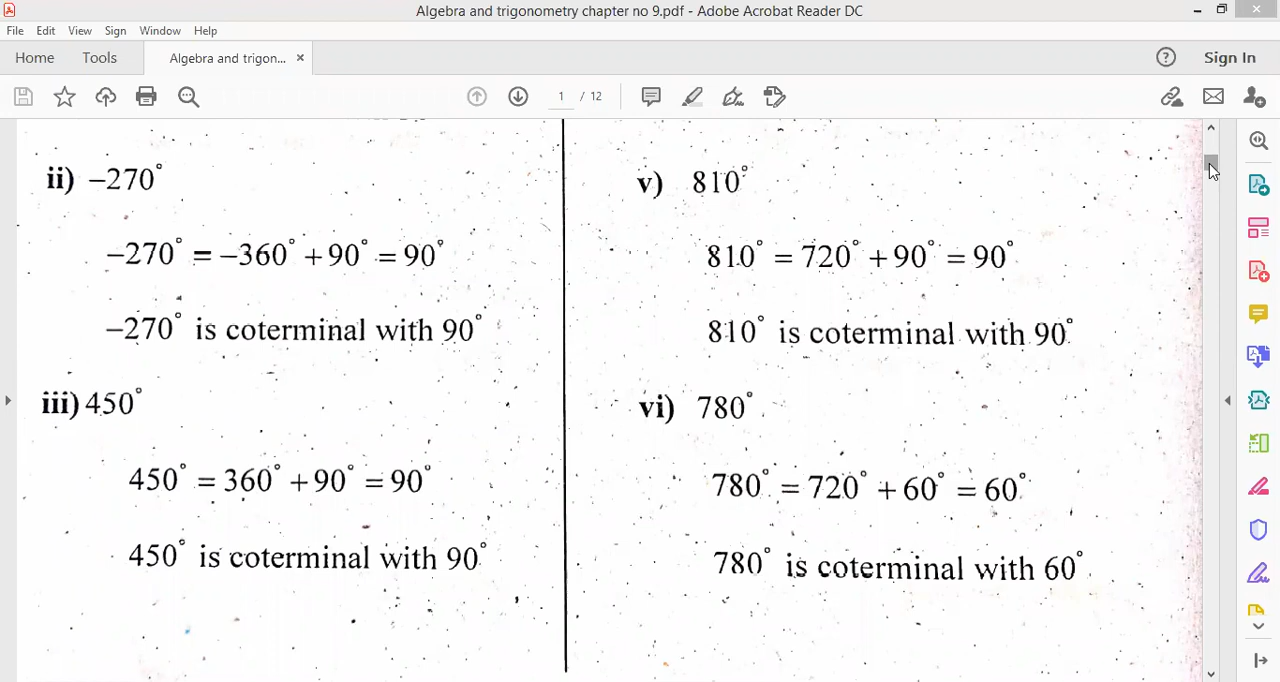 Algebra and trigonometry chapter no 9.pdf - Adobe Acrobat Reader DC
File Edit View Sign Window Help
Home Tools Algebra and trigon... × Sign In
1 / 12
ii) −270°
−270° = −360° + 90° = 90°
−270° is coterminal with 90°
iii) 450°
450° = 360° + 90° = 90°
450° is coterminal with 90°
v) 810°
810° = 720° + 90° = 90°
810° is coterminal with 90°
vi) 780°
780° = 720° + 60° = 60°
780° is coterminal with 60°